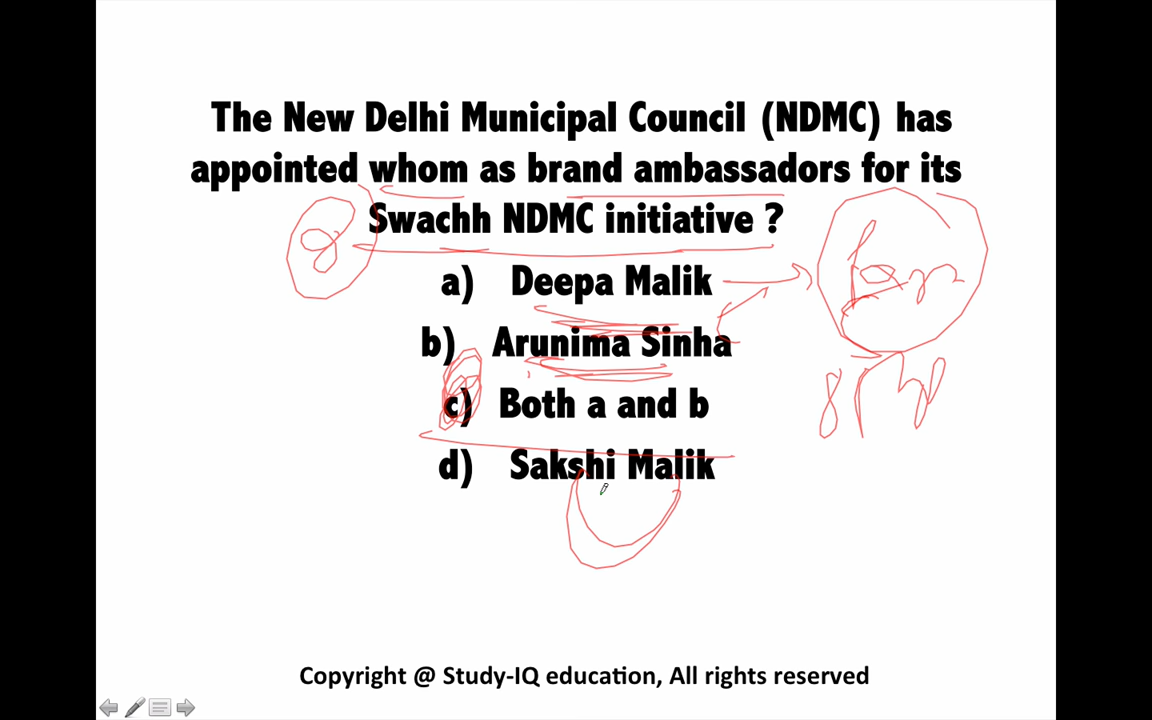 The New Delhi Municipal Council (NDMC) has
appointed whom as brand ambassadors for its
Swachh NDMC initiative ?
a) Deepa Malik
b) Arunima Sinha
c) Both a and b
d) Sakshi Malik
Copyright @ Study-IQ education, All rights reserved